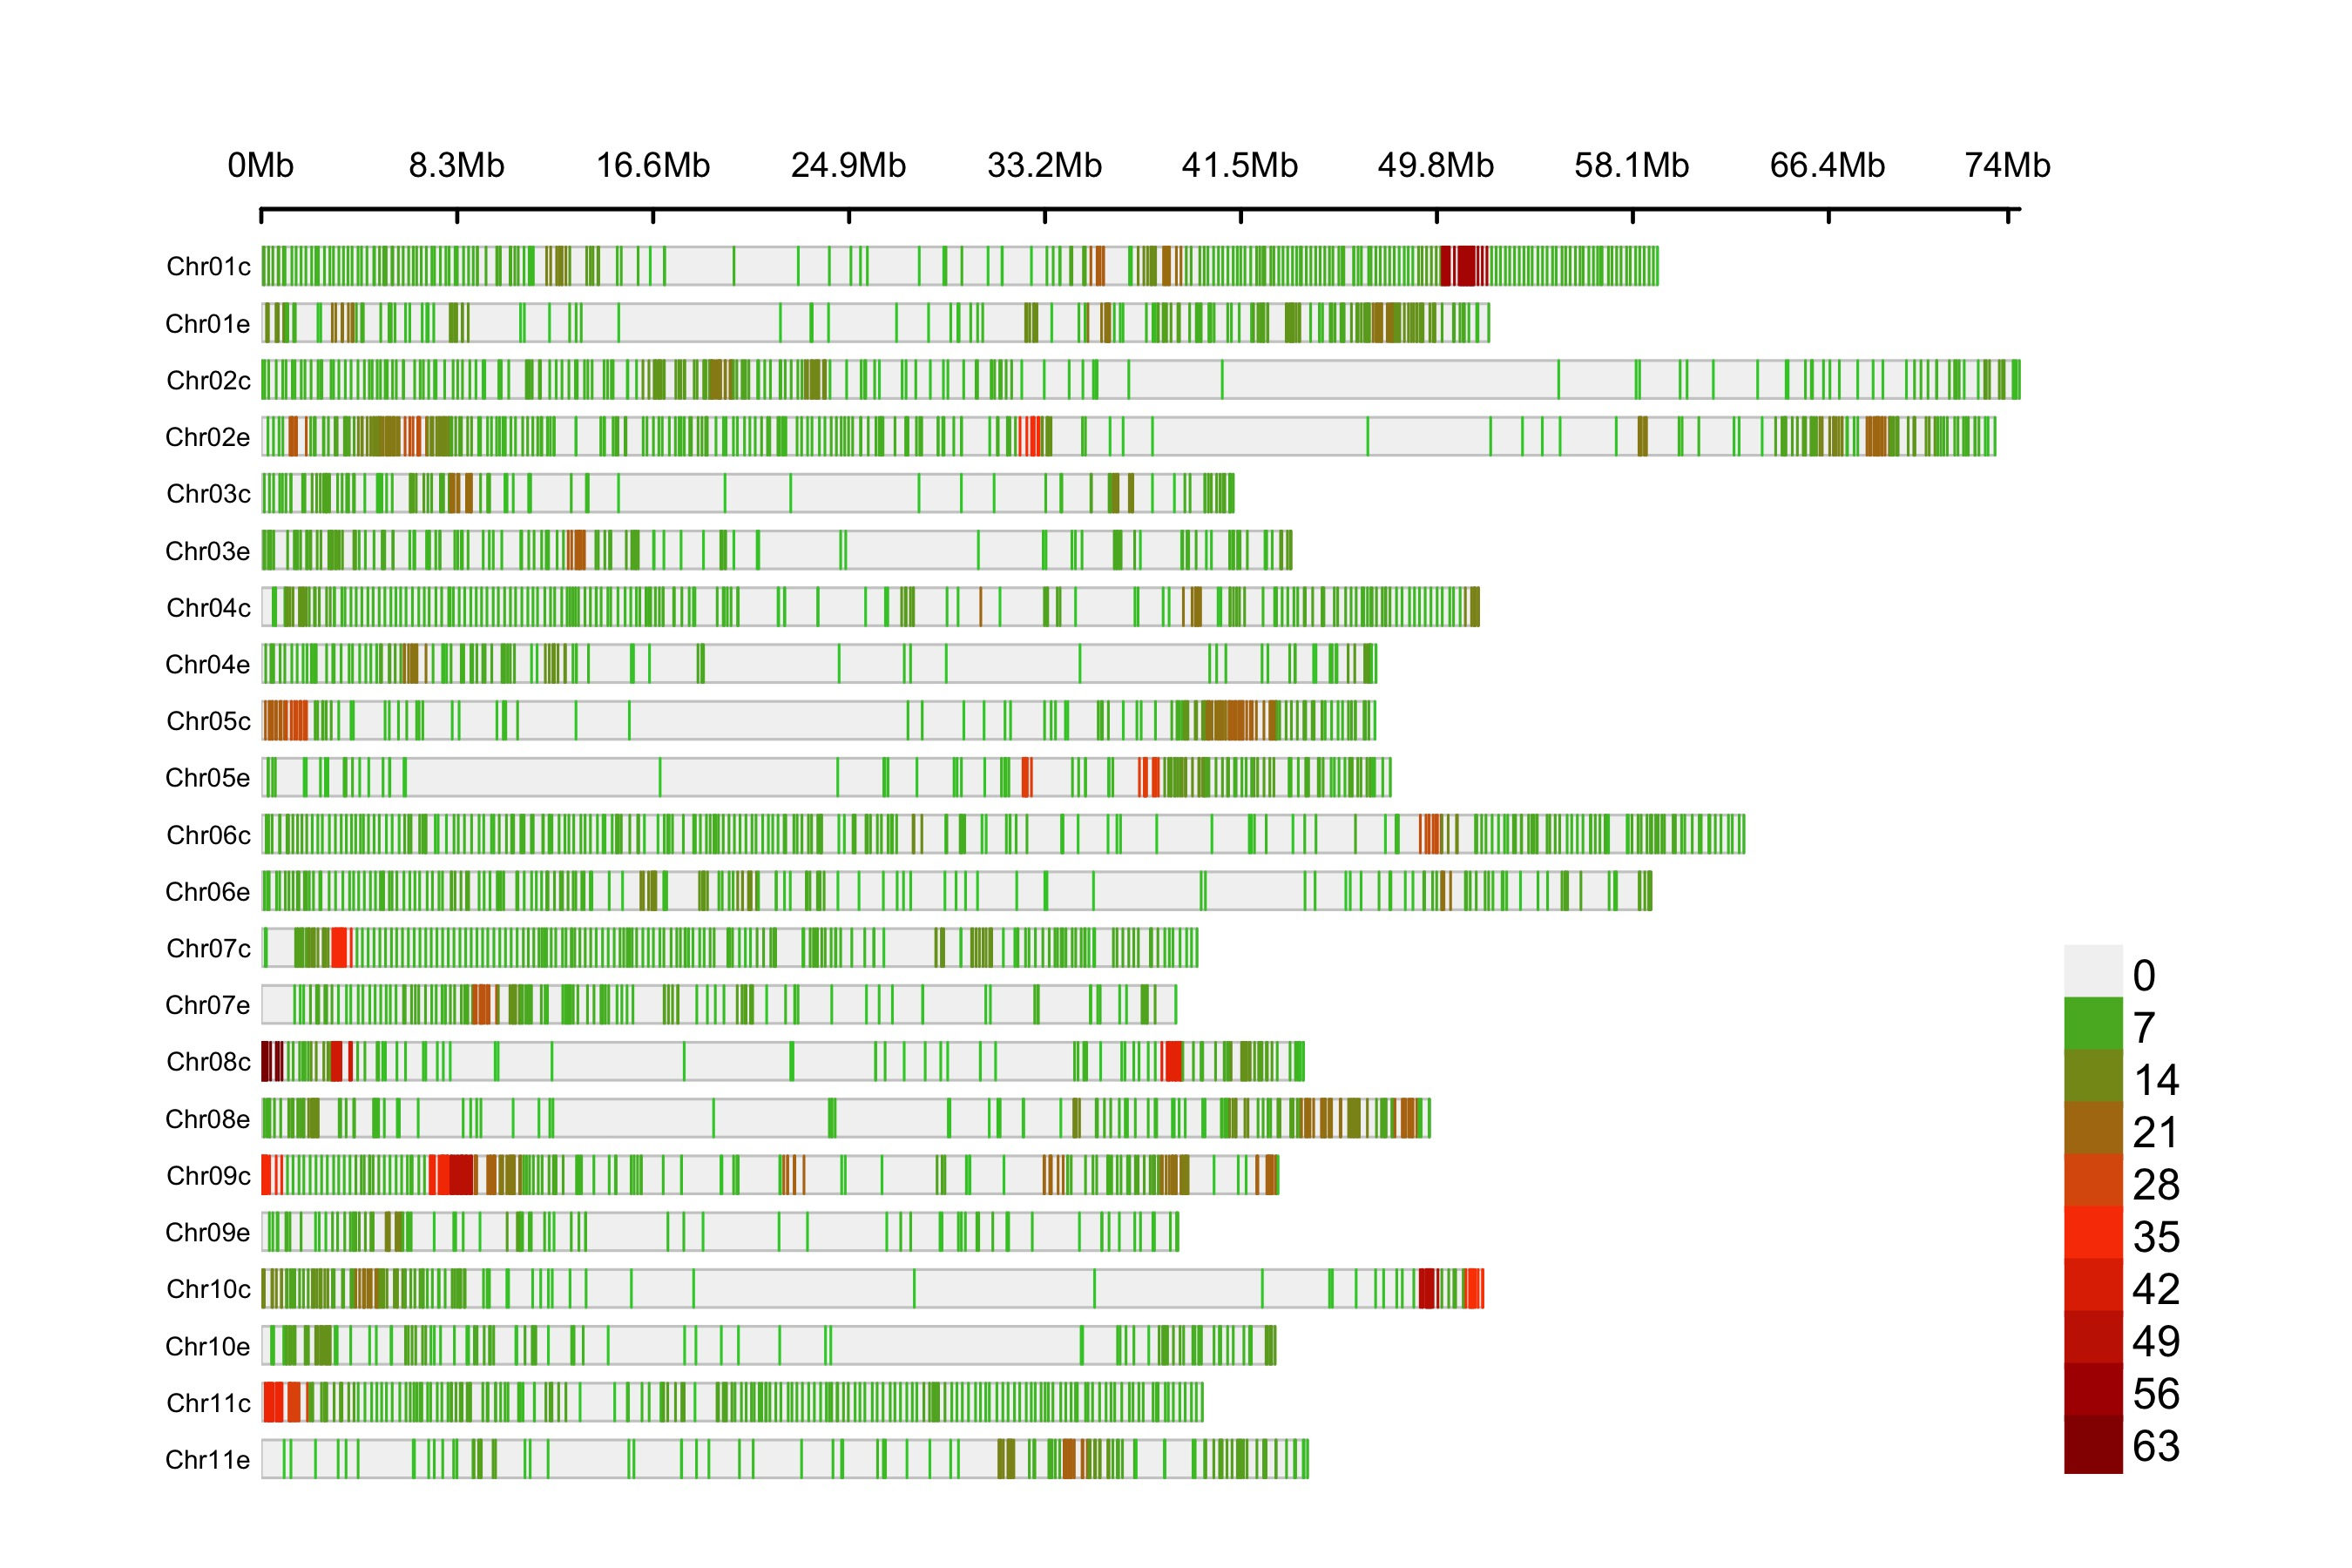 0Mb 8.3Mb 16.6Mb 24.9Mb 33.2Mb 41.5Mb 49.8Mb 58.1Mb 66.4Mb 74Mb
Chr01c
Chr01e
Chr02c
Chr02e
Chr03c
Chr03e
Chr04c
Chr04e
Chr05c
Chr05e
Chr06c
Chr06e
Chr07c
Chr07e
Chr08c
Chr08e
Chr09c
Chr09e
Chr10c
Chr10e
Chr11c
Chr11e
0
7
14
21
28
35
42
49
56
63